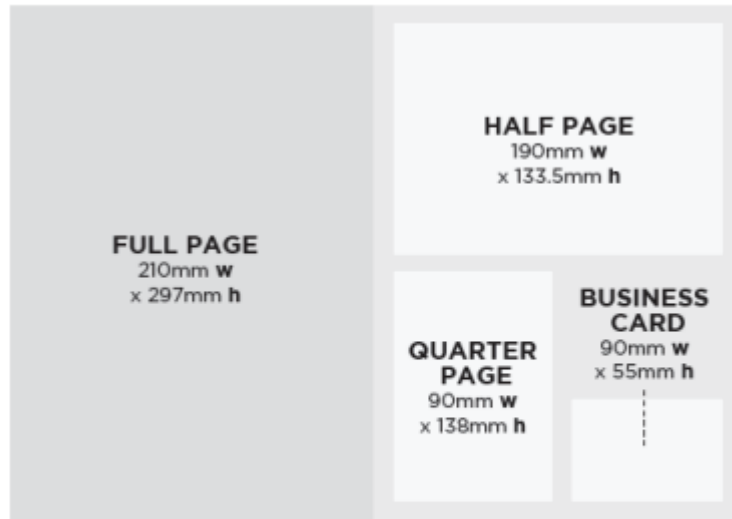 FULL PAGE
210mm w
x 297mm h
HALF PAGE
190mm w
x 133.5mm h
QUARTER
PAGE
90mm w
x 138mm h
BUSINESS
CARD
90mm w
x 55mm h